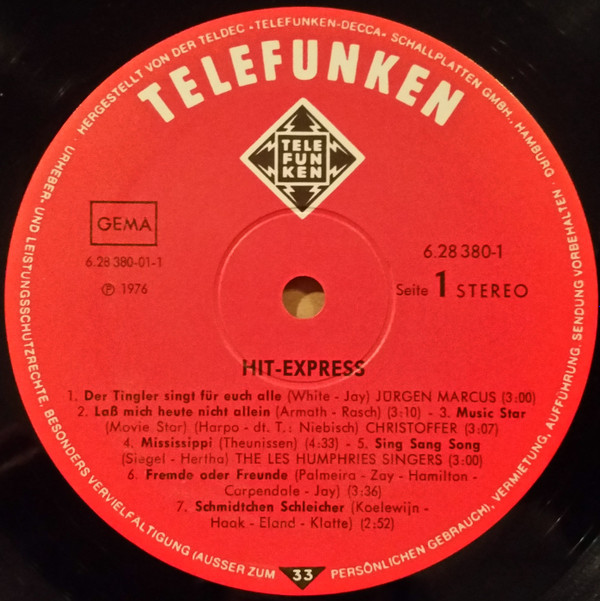 HERGESTELLT VON DER TELDEC »TELEFUNKEN-DECCA« SCHALLPLATTEN GMBH · HAMBURG ·
TELEFUNKEN
TELE
FUN
KEN
GEMA
6.28 380-01-1
Ⓟ 1976
6.28 380-1
Seite 1 STEREO
HIT-EXPRESS
1. Der Tingler singt für euch alle (White - Jay) JÜRGEN MARCUS (3:00)
2. Laß mich heute nicht allein (Armath - Rasch) (3:10) - 3. Music Star
(Movie Star) (Harpo - dt. T.: Niebisch) CHRISTOFFER (3:07)
4. Mississippi (Theunissen) (4:33) - 5. Sing Sang Song
(Siegel - Hertha) THE LES HUMPHRIES SINGERS (3:00)
6. Fremde oder Freunde (Palmeira - Zay - Hamilton -
Carpendale - Jay) (3:36)
7. Schmidtchen Schleicher (Koelewijn -
Haak - Eland - Klatte) (2:52)
URHEBER- UND LEISTUNGSSCHUTZRECHTE, BESONDERS VERVIELFÄLTIGUNG (AUSSER ZUM
33
PERSÖNLICHEN GEBRAUCH), VERMIETUNG, AUFFÜHRUNG, SENDUNG VORBEHALTEN ·